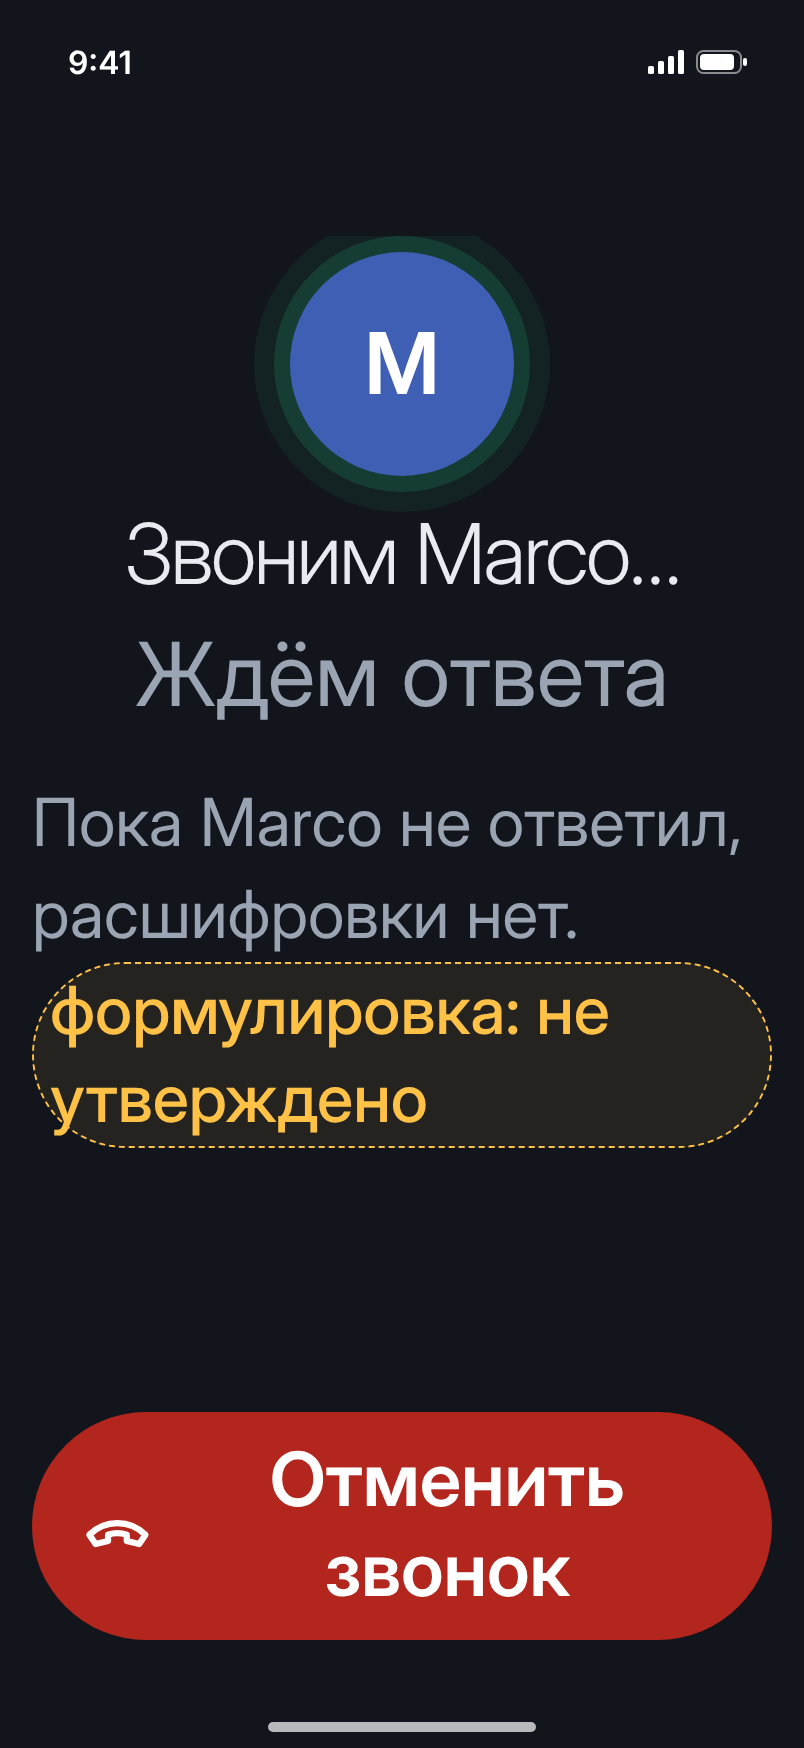 9:41
M
Звоним Marco...
Ждём ответа
Пока Marco не ответил,
расшифровки нет.
формулировка: не
утверждено
Отменить
звонок